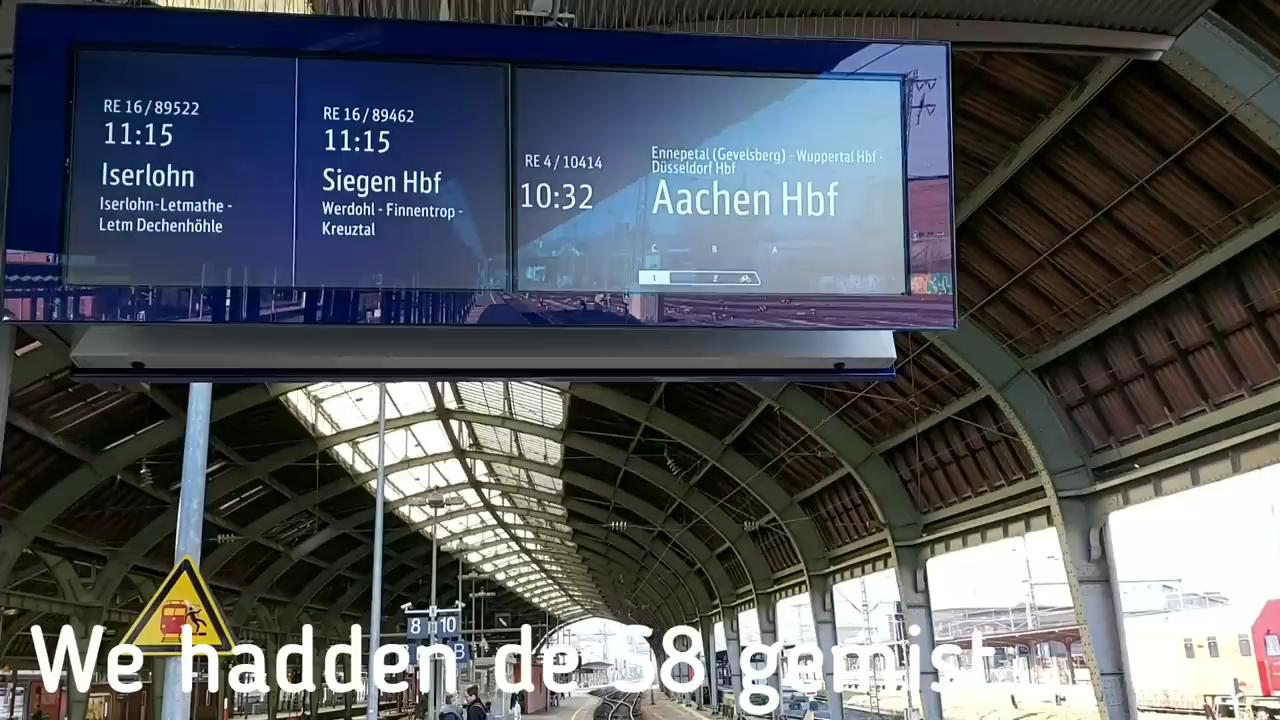 RE 16 / 89522
11:15
Iserlohn
Iserlohn-Letmathe -
Letm Dechenhöhle
RE 16 / 89462
11:15
Siegen Hbf
Werdohl - Finnentrop -
Kreuztal
RE 4 / 10414
10:32
Ennepetal (Gevelsberg) - Wuppertal Hbf -
Düsseldorf Hbf
Aachen Hbf
C B A
1 2
8 10
B
We hadden de 58 gemist